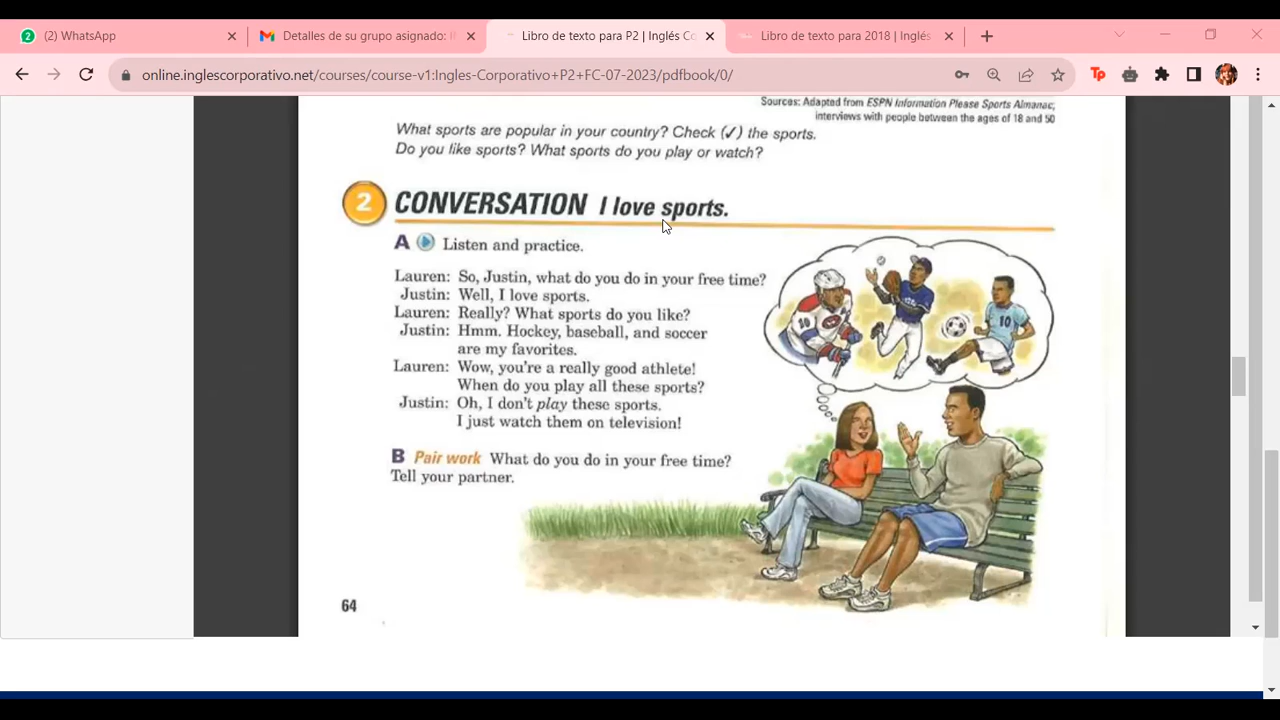 2
(2) WhatsApp
Detalles de su grupo asignado: I
Libro de texto para P2 | Inglés Co
Libro de texto para 2018 | Inglés
online.inglescorporativo.net/courses/course-v1:Ingles-Corporativo+P2+FC-07-2023/pdfbook/0/
Tp
Sources: Adapted from ESPN Information Please Sports Almanac;
interviews with people between the ages of 18 and 50
What sports are popular in your country? Check (✓) the sports.
Do you like sports? What sports do you play or watch?
2 CONVERSATION I love sports.
A Listen and practice.
Lauren: So, Justin, what do you do in your free time?
Justin: Well, I love sports.
Lauren: Really? What sports do you like?
Justin: Hmm. Hockey, baseball, and soccer
are my favorites.
Lauren: Wow, you're a really good athlete!
When do you play all these sports?
Justin: Oh, I don't play these sports.
I just watch them on television!
B Pair work What do you do in your free time?
Tell your partner.
10
10
64